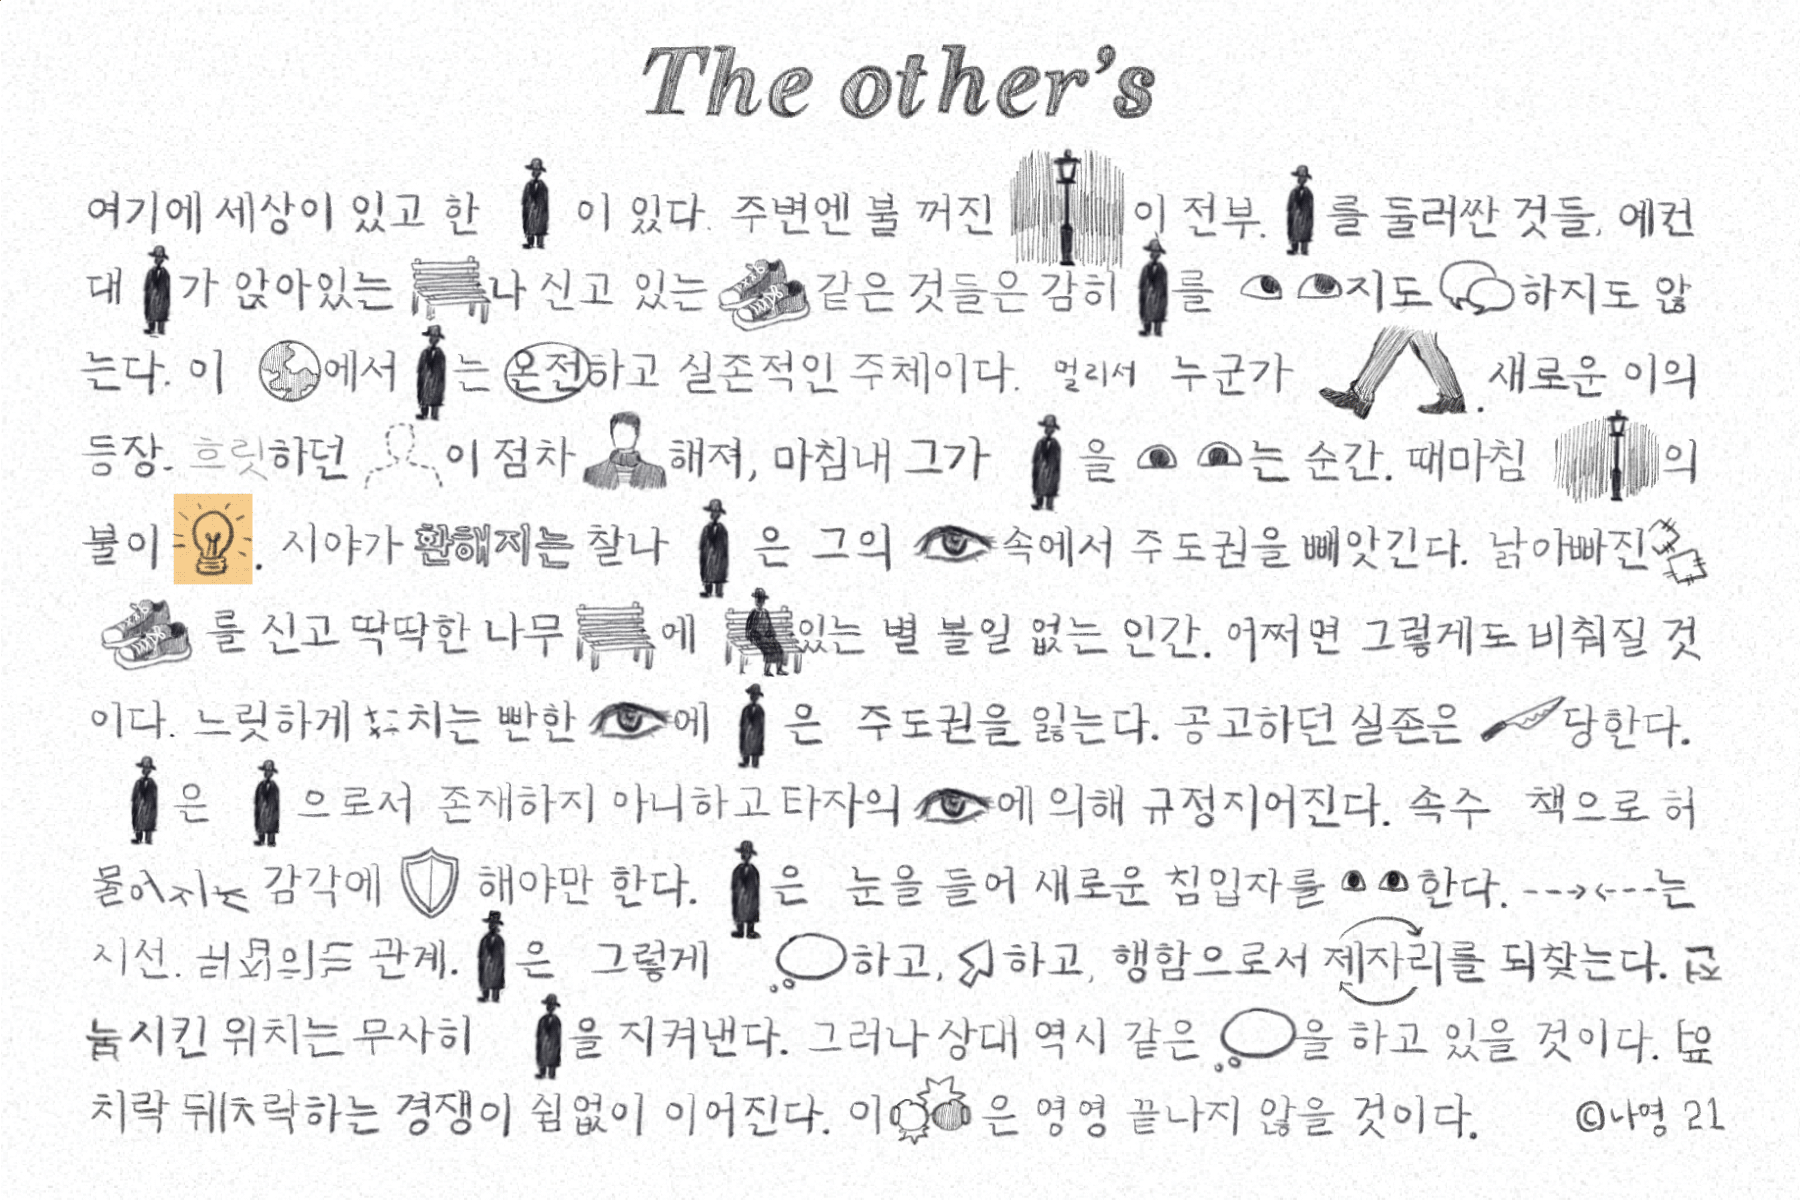 The other's
여기에 세상이 있고 한 이 있다. 주변엔 불 꺼진 이 전부. 를 둘러싼 것들, 에컨
대 가 앉아있는 나 신고 있는 같은 것들은 감히 를 지도 하지도 않
는다. 이 에서 는 온전하고 실존적인 주체이다. 멀리서 누군가 . 새로운 이의
등장. 흐릿하던 이 점차 해져, 마침내 그가 을 는 순간. 때마침 의
불이 . 시야가 환해지는 찰나 은 그의 속에서 주도권을 빼앗긴다. 낡아빠진
를 신고 딱딱한 나무 에 있는 별 볼일 없는 인간. 어쩌면 그렇게도 비춰질 것
이다. 느릿하게 치는 빤한 에 은 주도권을 잃는다. 공고하던 실존은 당한다.
은 으로서 존재하지 아니하고 타자의 에 의해 규정지어진다. 속수 책으로 허
물어지는 감각에 해야만 한다. 은 눈을 들어 새로운 침입자를 한다. 는
시선. 관계. 은 그렇게 하고, 하고, 행함으로서 제자리를 되찾는다.
시킨 위치는 무사히 을 지켜낸다. 그러나 상대 역시 같은 을 하고 있을 것이다.
치락 뒤치락하는 경쟁이 쉼없이 이어진다. 이 은 영영 끝나지 않을 것이다. ©나영 21